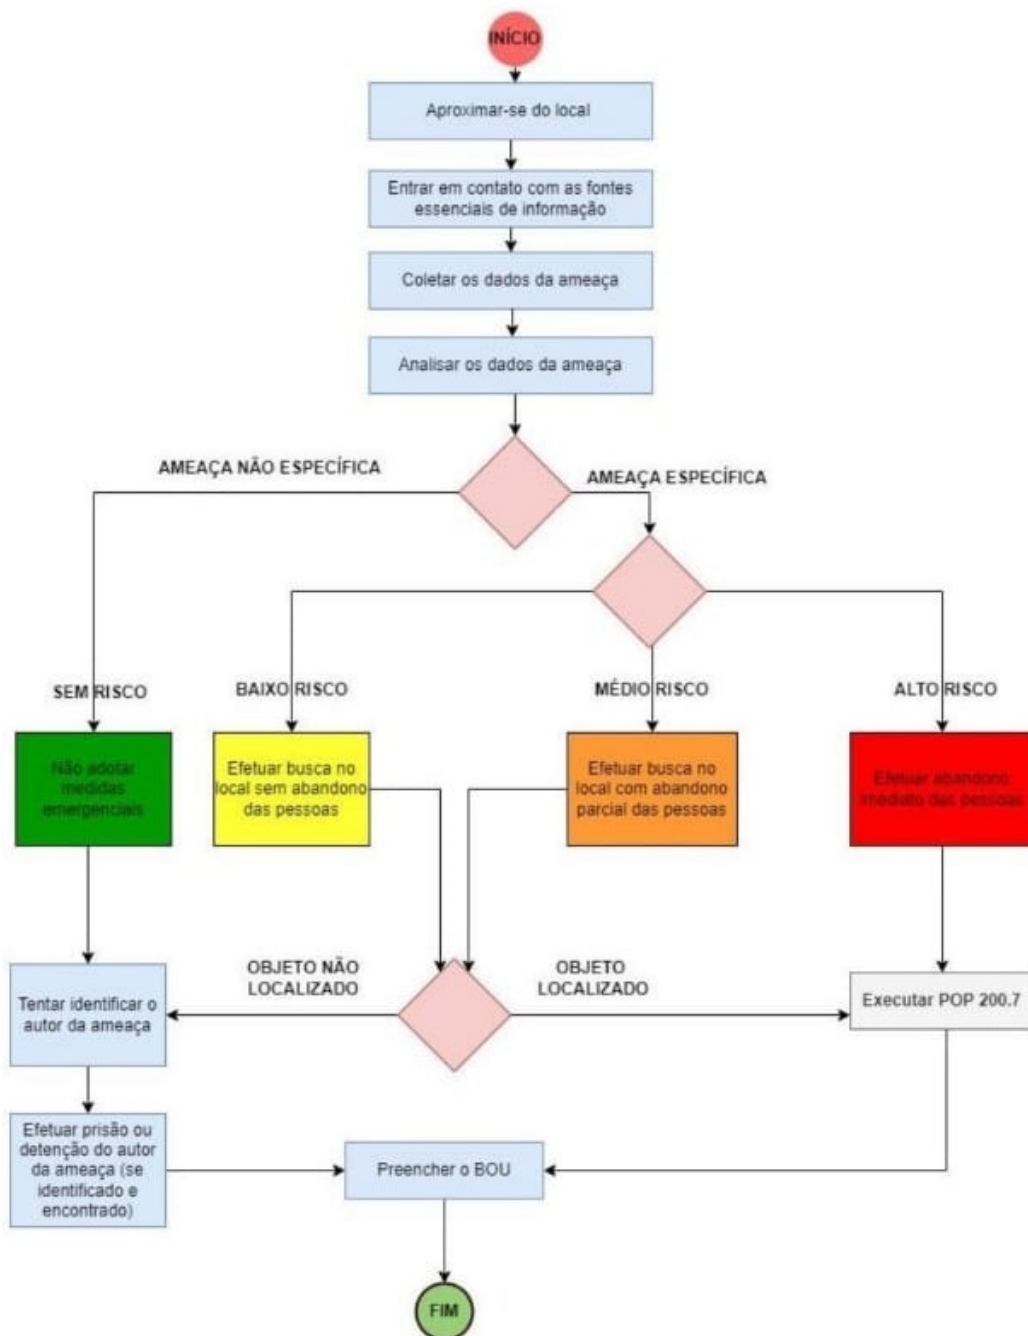 INÍCIO
Aproximar-se do local
Entrar em contato com as fontes
essenciais de informação
Coletar os dados da ameaça
Analisar os dados da ameaça
AMEAÇA NÃO ESPECÍFICA
AMEAÇA ESPECÍFICA
SEM RISCO
BAIXO RISCO
MÉDIO RISCO
ALTO RISCO
Não adotar
medidas
emergenciais
Efetuar busca no
local sem abandono
das pessoas
Efetuar busca no
local com abandono
parcial das pessoas
Efetuar abandono
imediato das pessoas
OBJETO NÃO
LOCALIZADO
OBJETO
LOCALIZADO
Tentar identificar o
autor da ameaça
Executar POP 200.7
Efetuar prisão ou
detenção do autor
da ameaça (se
identificado e
encontrado)
Preencher o BOU
FIM